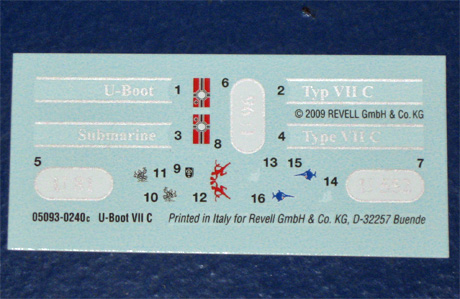 U-Boot 1 6 2 Typ VII C
© 2009 REVELL GmbH & Co. KG
Submarine 3 8 4 Type VII C
5 11 9 13 15 7
10 12 16 14
05093-0240c U-Boot VII C Printed in Italy for Revell GmbH & Co. KG, D-32257 Buende